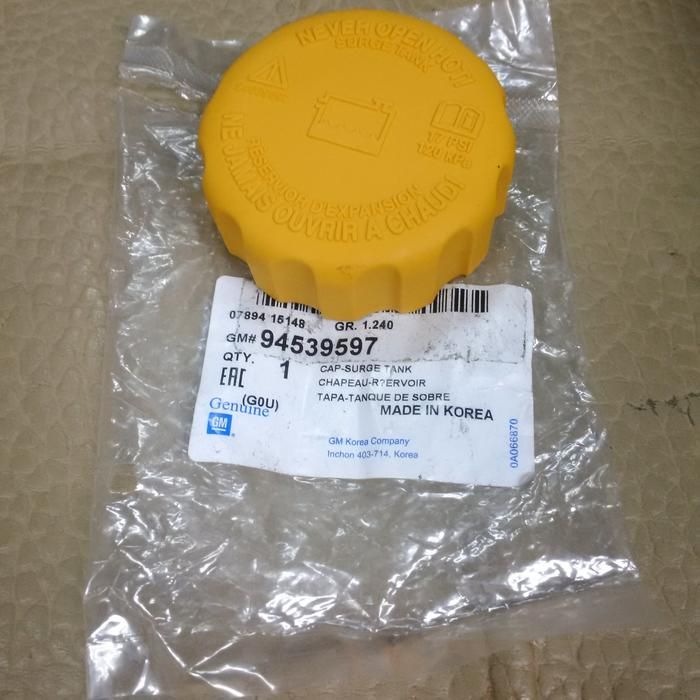 NEVER OPEN HOT!
SURGE TANK
17 PSI
120 KPa
RESERVIOR D'EXPANSION
NE JAMAIS OUVRIR A CHAUD!
07894 15148 GR. 1.240
GM# 94539597
QTY. 1
CAP-SURGE TANK
CHAPEAU-R?ERVOIR
TAPA-TANQUE DE SOBRE
EAC
(G0U)
MADE IN KOREA
Genuine
GM
GM Korea Company
Inchon 403-714, Korea
0A066870